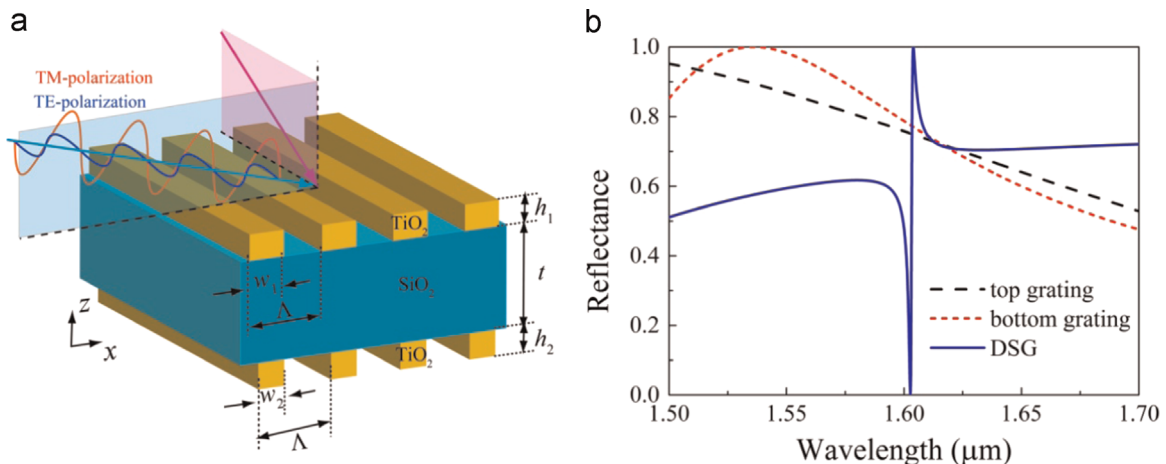 a
TM-polarization
TE-polarization
TiO₂
h₁
w₁
Λ
SiO₂
t
z
x
TiO₂
h₂
w₂
Λ
b
Reflectance
1.0
0.8
0.6
0.4
0.2
0.0
top grating
bottom grating
DSG
1.50 1.55 1.60 1.65 1.70
Wavelength (μm)